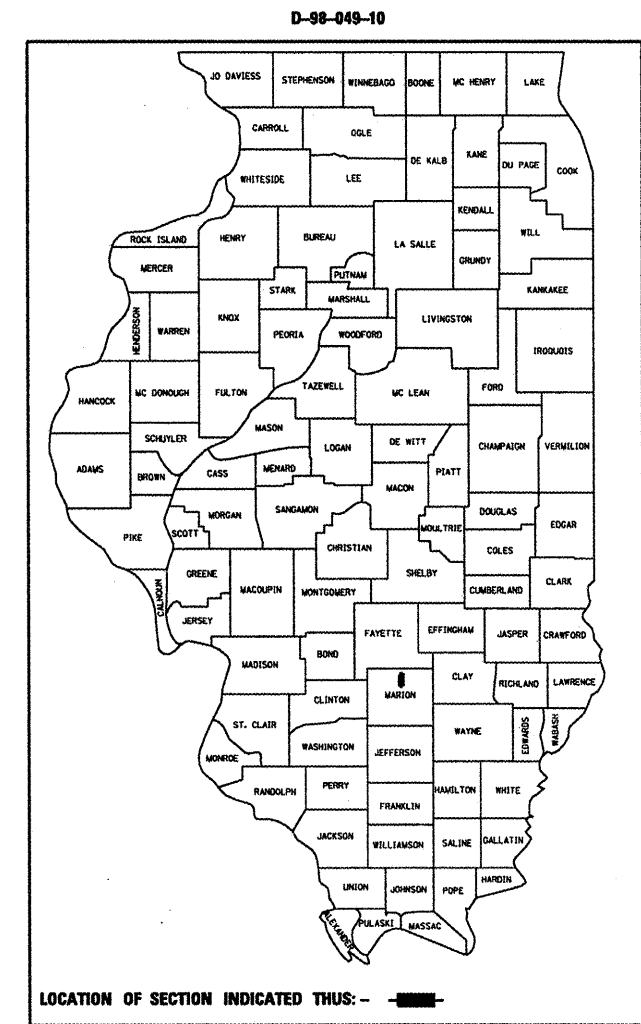 D-98-049-10
JO DAVIESS STEPHENSON WINNEBAGO BOONE MC HENRY LAKE
CARROLL OGLE DE KALB KANE DU PAGE COOK
WHITESIDE LEE
KENDALL
ROCK ISLAND HENRY BUREAU LA SALLE WILL
MERCER PUTNAM GRUNDY
STARK MARSHALL KANKAKEE
HENDERSON WARREN KNOX PEORIA WOODFORD LIVINGSTON IROQUOIS
HANCOCK MC DONOUGH FULTON TAZEWELL MC LEAN FORD
SCHUYLER MASON LOGAN DE WITT CHAMPAIGN VERMILION
ADAMS BROWN CASS MENARD MACON PIATT
PIKE SCOTT MORGAN SANGAMON CHRISTIAN MOULTRIE DOUGLAS EDGAR
COLES
CALHOUN GREENE MACOUPIN MONTGOMERY SHELBY CUMBERLAND CLARK
JERSEY FAYETTE EFFINGHAM JASPER CRAWFORD
MADISON BOND
CLINTON MARION CLAY RICHLAND LAWRENCE
ST. CLAIR WASHINGTON JEFFERSON WAYNE EDWARDS WABASH
MONROE
RANDOLPH PERRY FRANKLIN HAMILTON WHITE
JACKSON WILLIAMSON SALINE GALLATIN
UNION JOHNSON POPE HARDIN
ALEXANDER PULASKI MASSAC
LOCATION OF SECTION INDICATED THUS: -